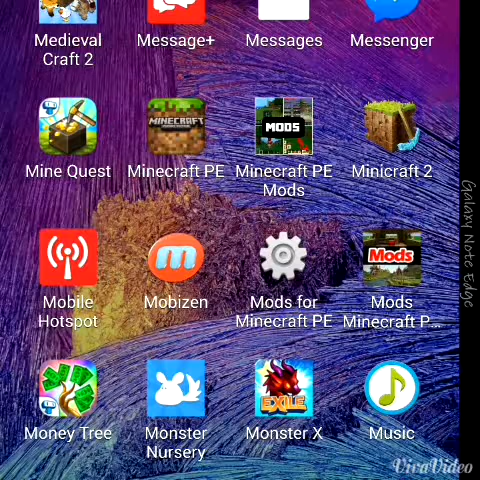 Medieval
Craft 2
Message+
Messages
Messenger
MINECRAFT
MODS
Mine Quest
Minecraft PE
Minecraft PE
Mods
Minicraft 2
Mods
Mobile
Hotspot
Mobizen
Mods for
Minecraft PE
Mods
Minecraft P...
EXILE
Money Tree
Monster
Nursery
Monster X
Music
Galaxy Note Edge
VivaVideo